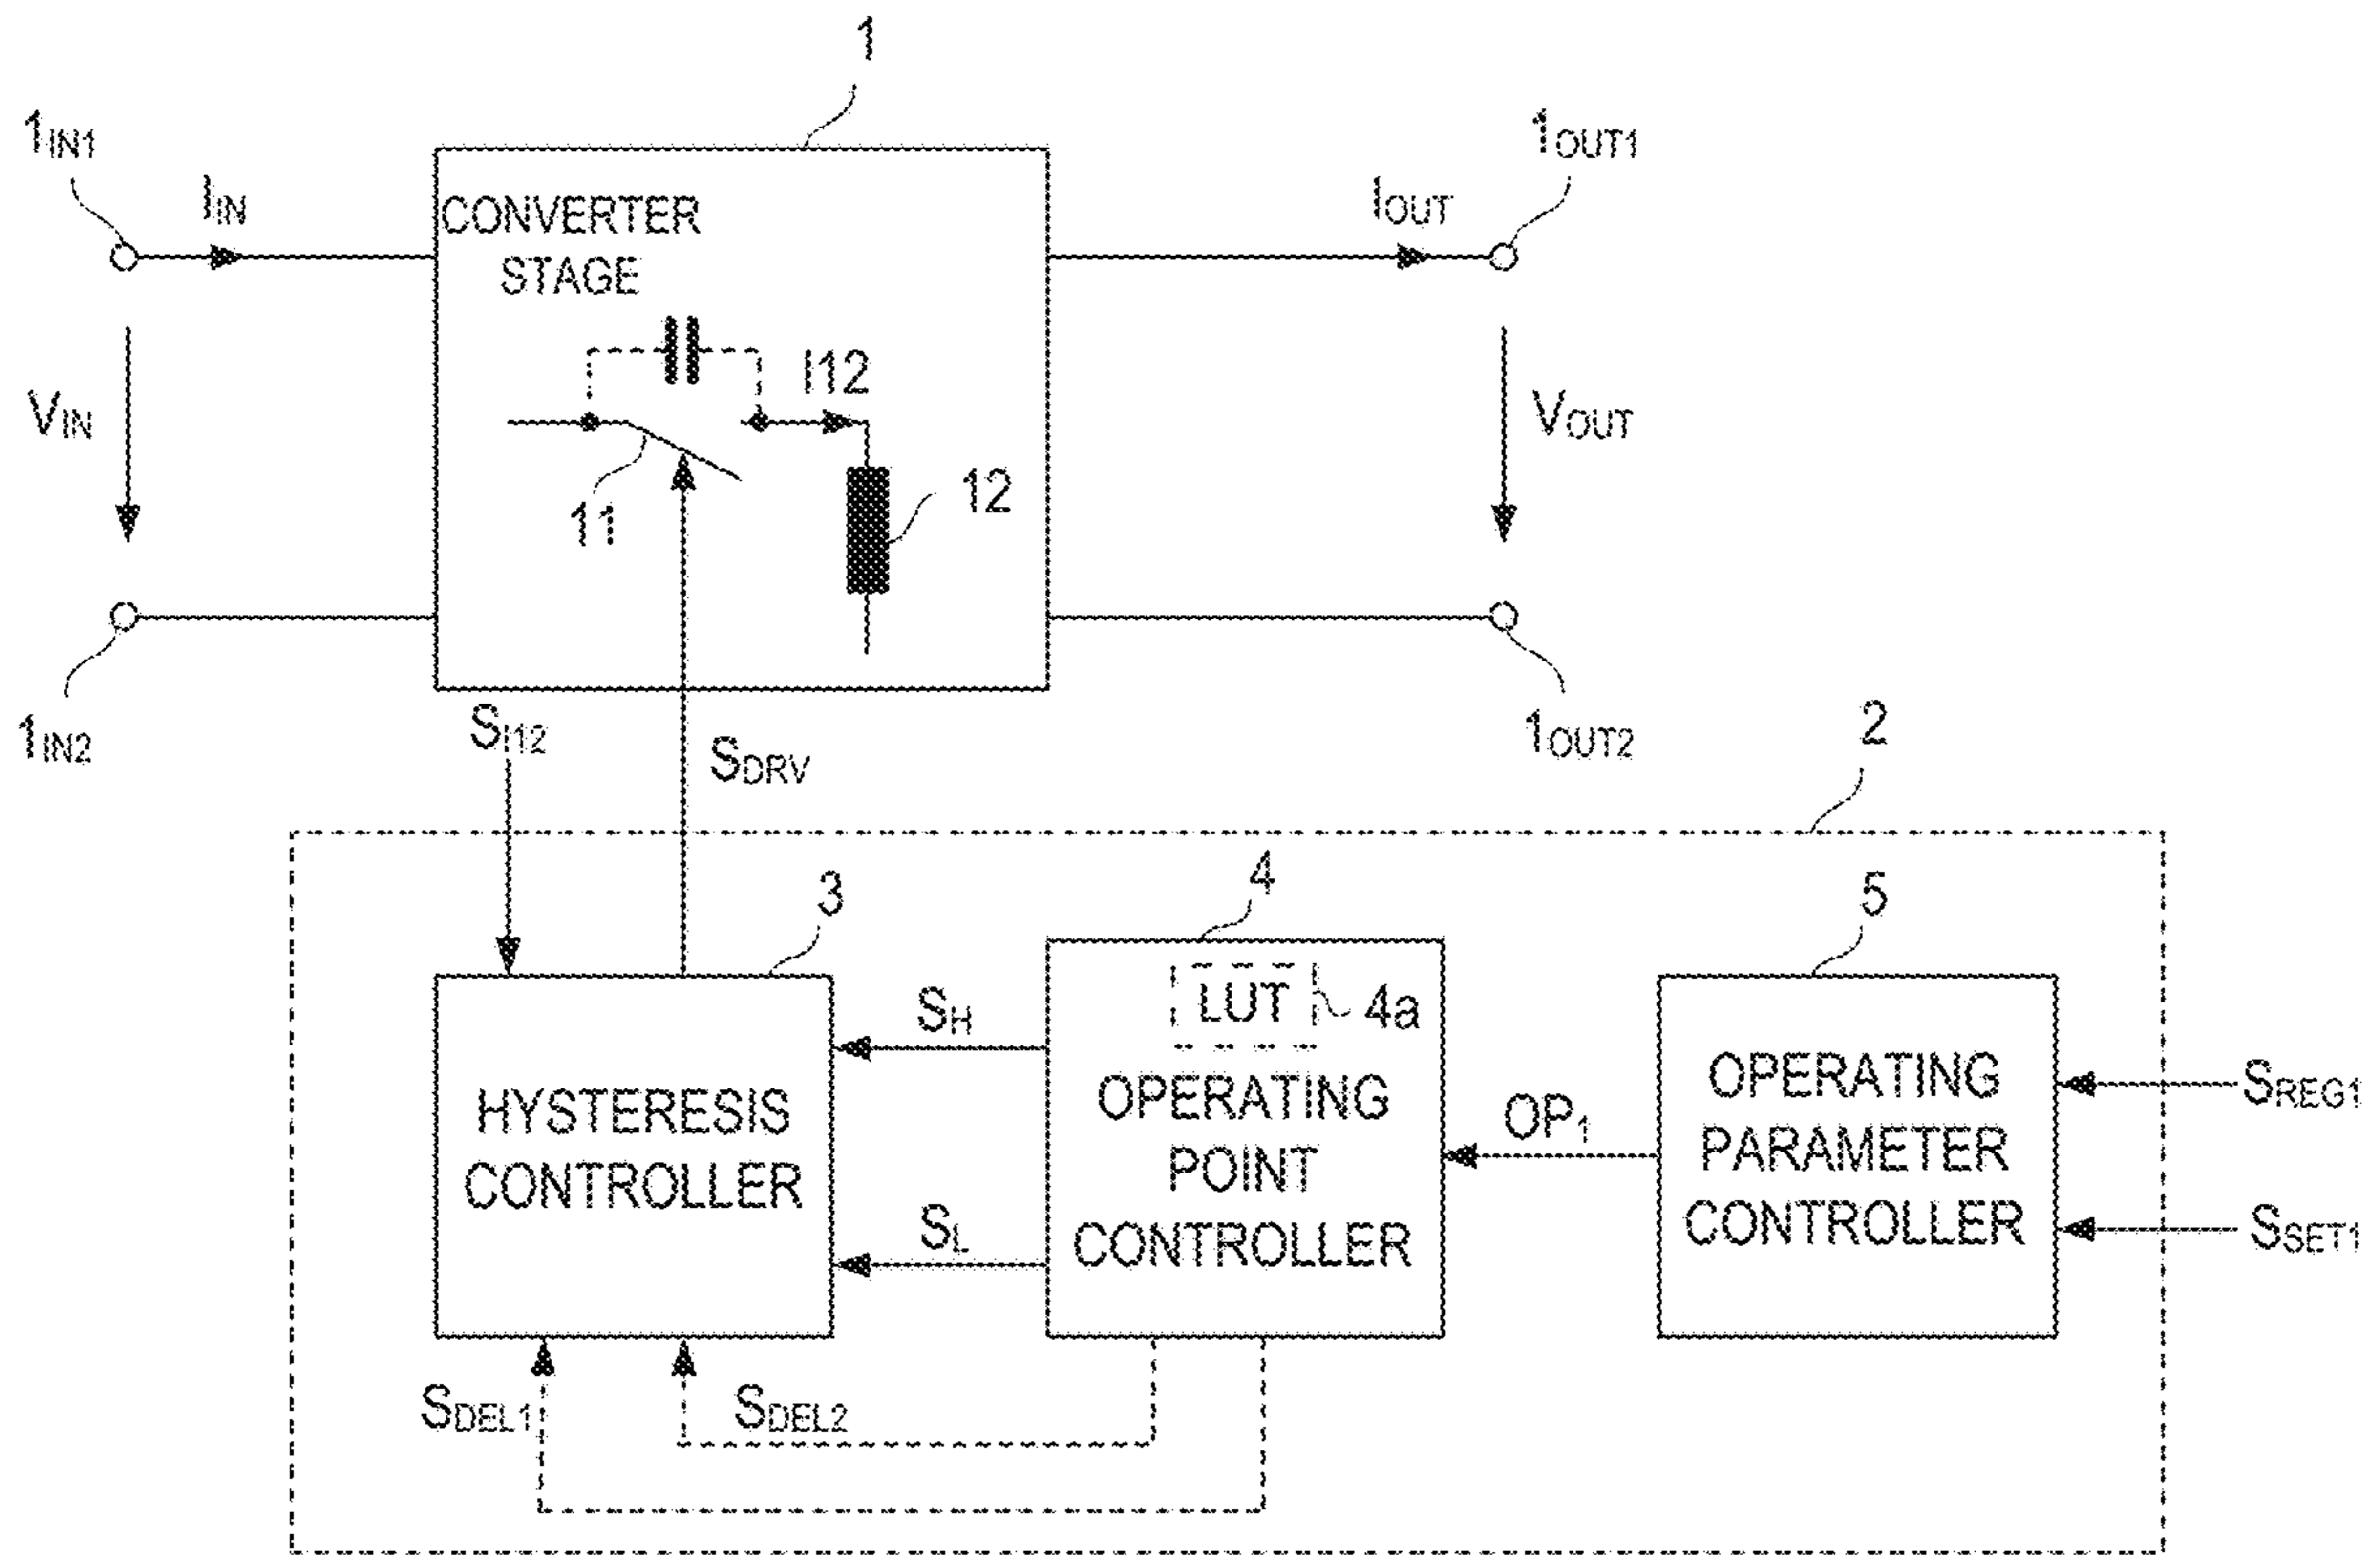 1
1IN1
IIN
IOUT
1OUT1
CONVERTER
STAGE
I12
VIN
VOUT
11
12
1IN2
1OUT2
SI12
SDRV
2
3
4
5
LUT
4a
SH
HYSTERESIS
CONTROLLER
SL
OPERATING
POINT
CONTROLLER
OP1
OPERATING
PARAMETER
CONTROLLER
SREG1
SSET1
SDEL1
SDEL2